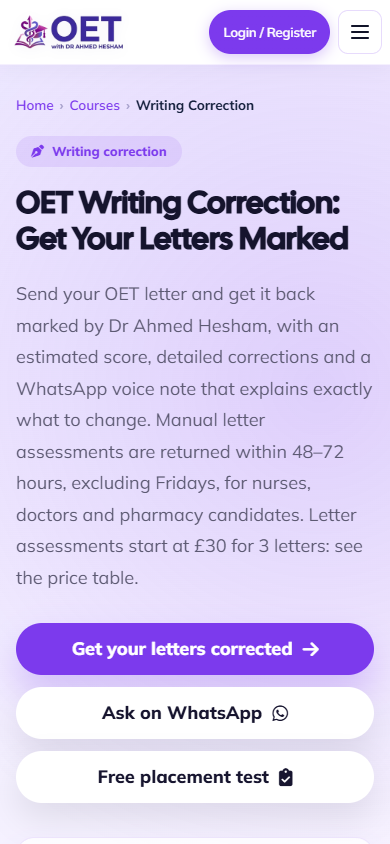 OET
with DR AHMED HESHAM
Login / Register
Home › Courses › Writing Correction
Writing correction
OET Writing Correction:
Get Your Letters Marked
Send your OET letter and get it back
marked by Dr Ahmed Hesham, with an
estimated score, detailed corrections and a
WhatsApp voice note that explains exactly
what to change. Manual letter
assessments are returned within 48–72
hours, excluding Fridays, for nurses,
doctors and pharmacy candidates. Letter
assessments start at £30 for 3 letters: see
the price table.
Get your letters corrected →
Ask on WhatsApp
Free placement test